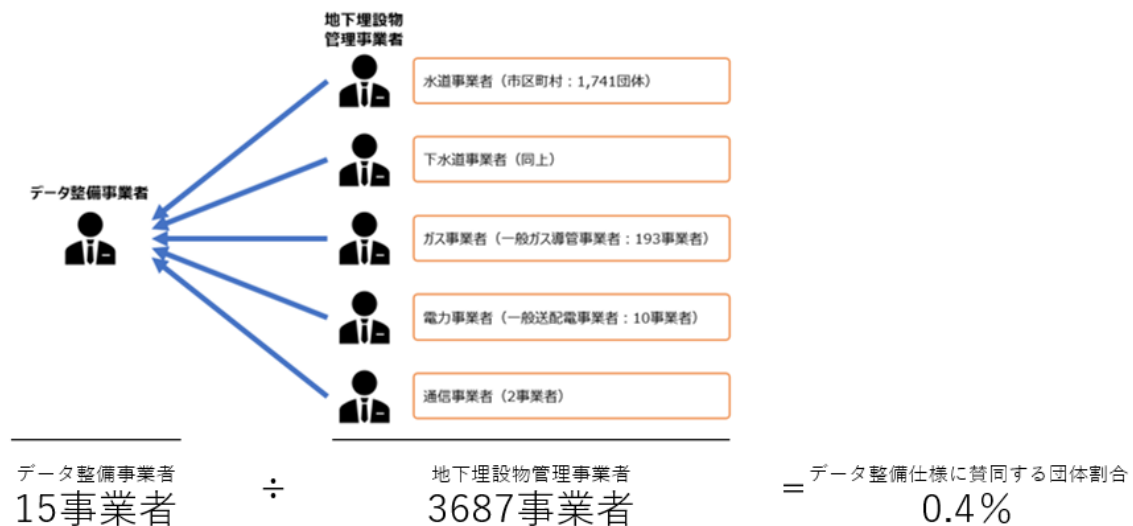 地下埋設物
管理事業者
水道事業者（市区町村：1,741団体）
下水道事業者（同上）
データ整備事業者
ガス事業者（一般ガス導管事業者：193事業者）
電力事業者（一般送配電事業者：10事業者）
通信事業者（2事業者）
データ整備事業者
15事業者
÷
地下埋設物管理事業者
3687事業者
＝
データ整備仕様に賛同する団体割合
0.4%